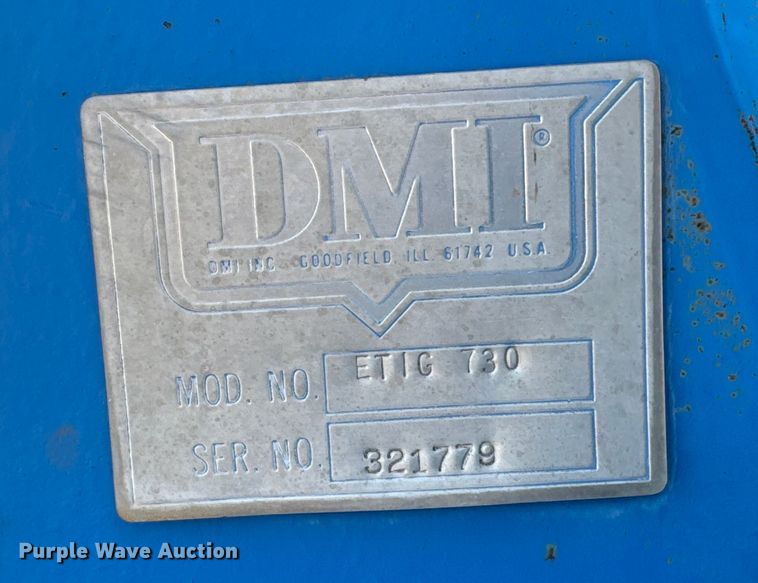 DMI®
DMI INC. GOODFIELD, ILL. 61742 U.S.A.
MOD. NO. ETIG 730
SER. NO. 321779
Purple Wave Auction